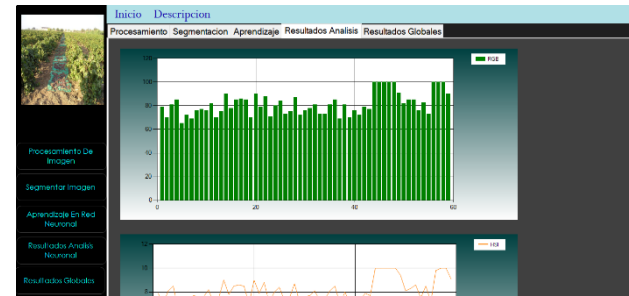 Inicio Descripcion
Procesamiento Segmentacion Aprendizaje Resultados Analisis Resultados Globales
Procesamiento De
Imagen
Segmentar Imagen
Aprendizaje En Red
Neuronal
Resultados Analisis
Neuronal
Resultados Globales
100
80
60
40
20
0
0 20 40 60
12
10
8